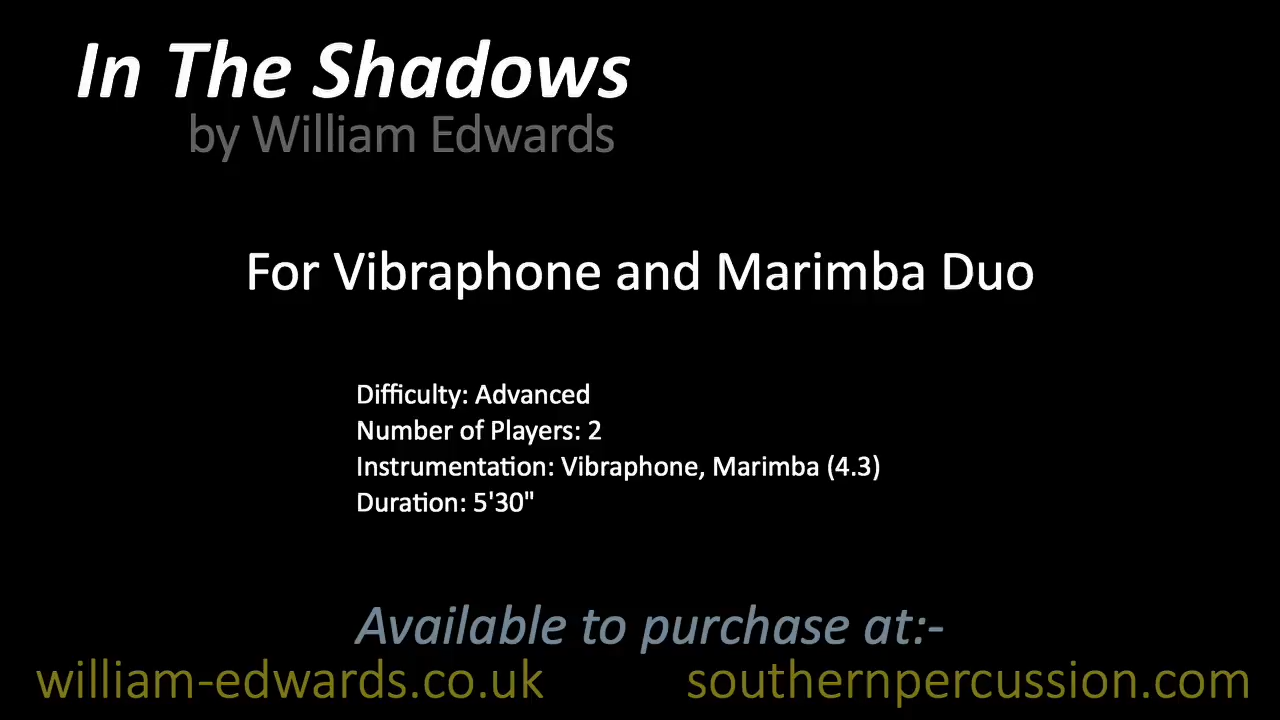 In The Shadows
by William Edwards
For Vibraphone and Marimba Duo
Difficulty: Advanced
Number of Players: 2
Instrumentation: Vibraphone, Marimba (4.3)
Duration: 5'30"
Available to purchase at:-
william-edwards.co.uk
southernpercussion.com